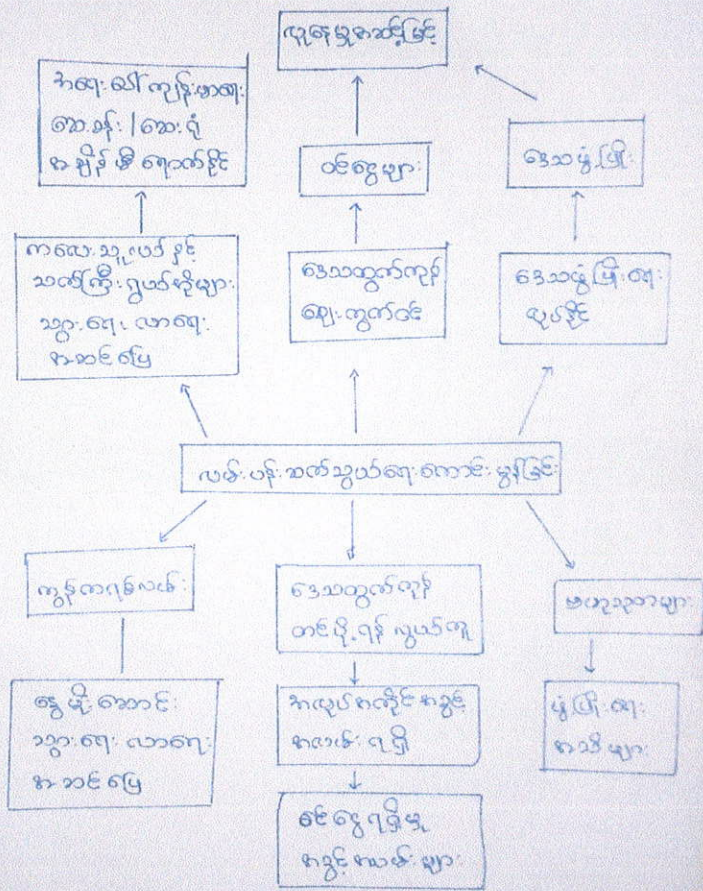 လူနေမှုအဆင့်မြင့်
အရေးပေါ် ကျန်းမာရေး
ဆေးခန်း / ဆေးရုံ
အချိန်မီ ရောက်နိုင်
ဝင်ငွေများ
ဒေသဖွံ့ဖြိုး
ကလေးသူငယ် နှင့်
သက်ကြီးရွယ်အိုများ
သွားရေးလာရေး
အဆင်ပြေ
ဒေသထွက်ကုန်
ဈေးကွက်ဝင်
ဒေသဖွံ့ဖြိုးရေး
လုပ်နိုင်
လမ်းပန်းဆက်သွယ်ရေးကောင်းမွန်ခြင်း
ကွန်ကရစ်လမ်း
ဒေသထွက်ကုန်
တင်ပို့ရန် လွယ်ကူ
ဗဟုသုတများ
နွေ မိုး ဆောင်း
သွားရေးလာရေး
အဆင်ပြေ
အလုပ်အကိုင်အခွင့်
အလမ်းရရှိ
ဖွံ့ဖြိုးရေး
အသိများ
ဝင်ငွေရရှိမှု
အခွင့်အလမ်းများ